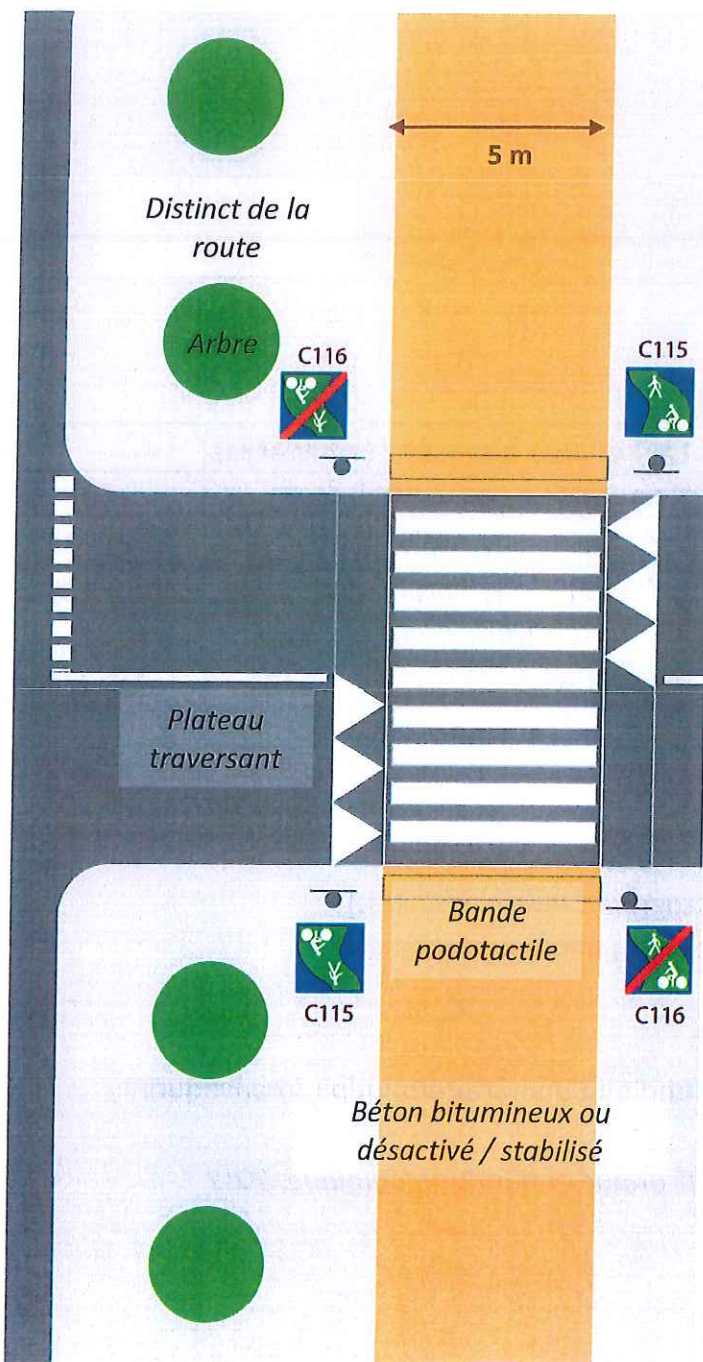 5 m
Distinct de la
route
Arbre
C116
C115
Plateau
traversant
C115
Bande
podotactile
C116
Béton bitumineux ou
désactivé / stabilisé